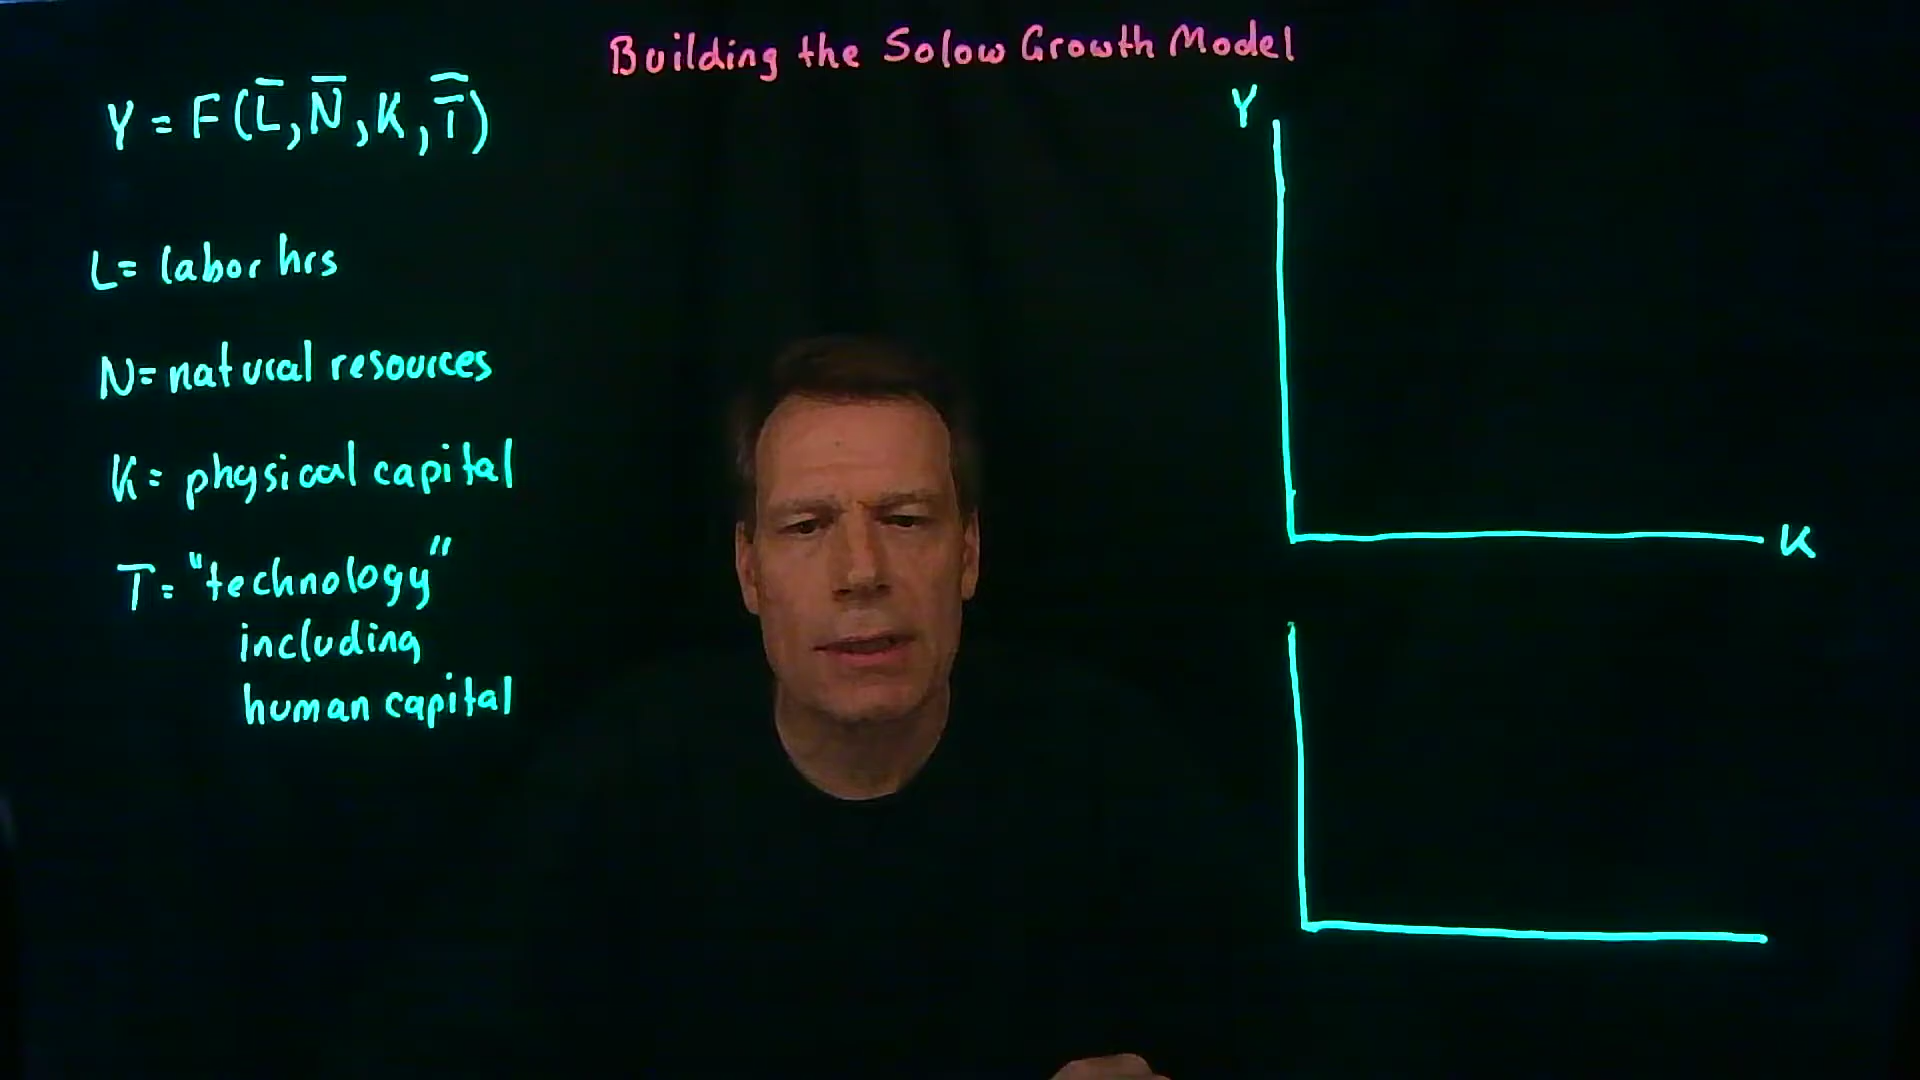 Building the Solow Growth Model
Y = F(L̅, N̅, K, T̅)
L= labor hrs
N= natural resources
K= physical capital
T= "technology"
including
human capital
Y
K